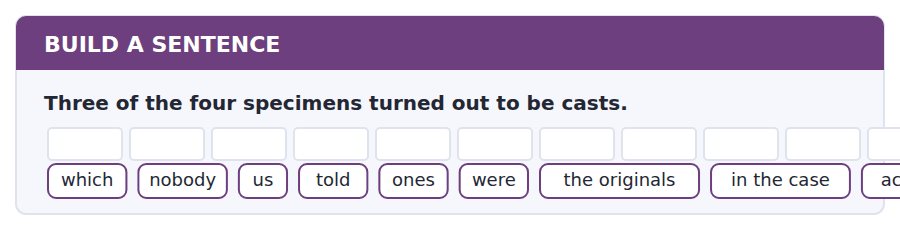 BUILD A SENTENCE
Three of the four specimens turned out to be casts.
which nobody us told ones were the originals in the case